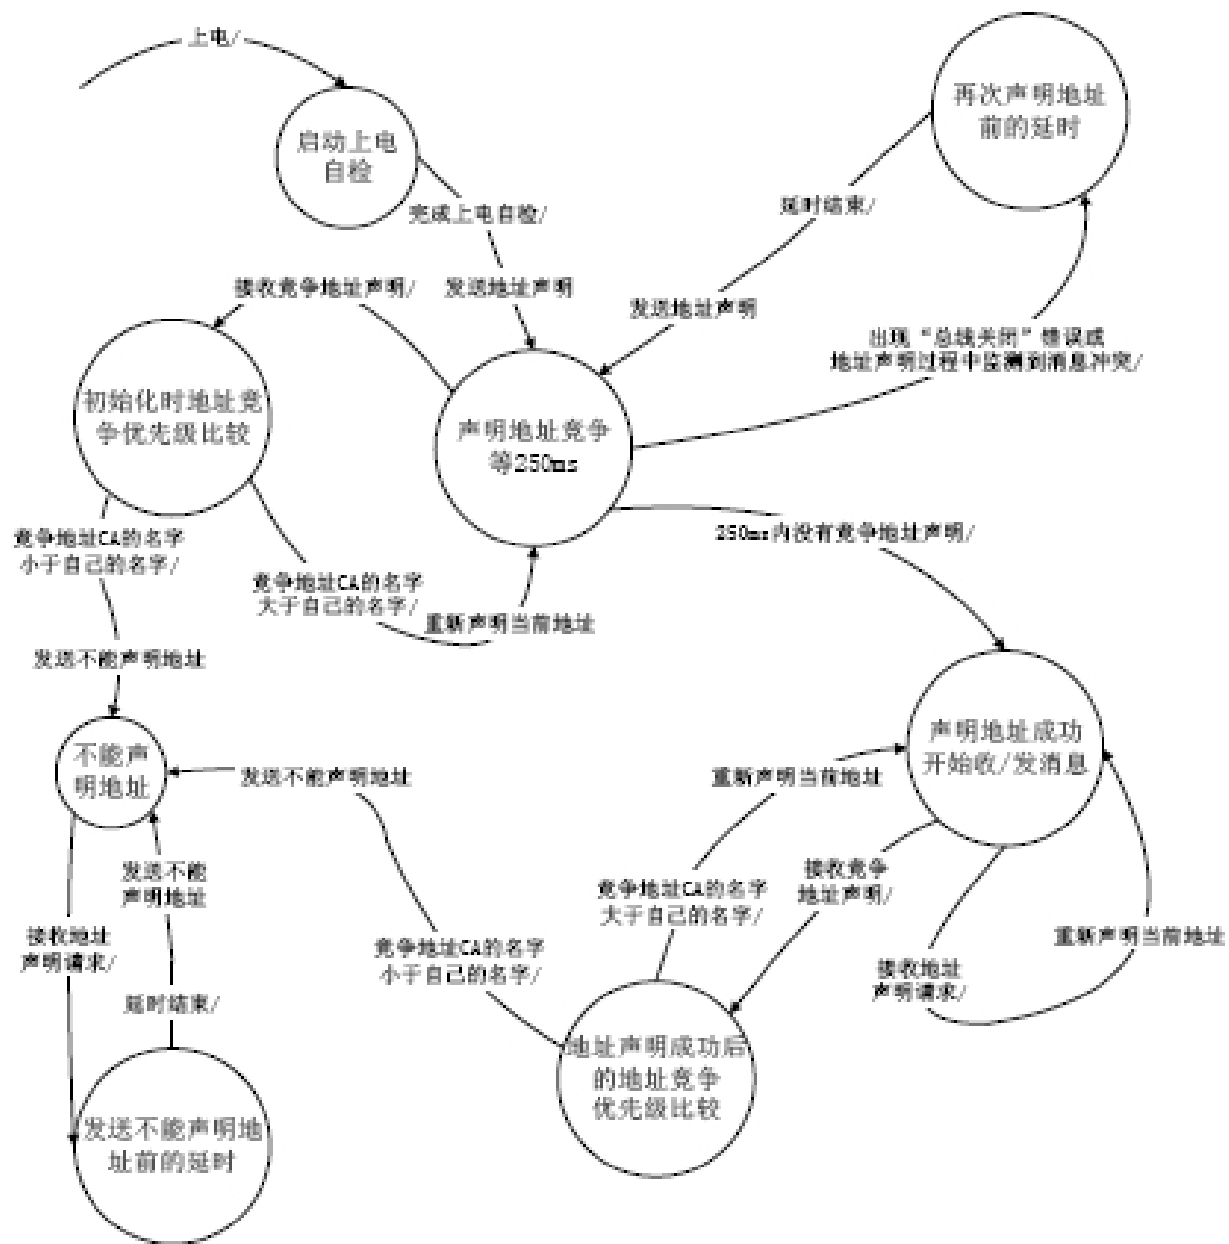 上电/
启动上电
自检
再次声明地址
前的延时
完成上电自检/
延时结束/
接收竞争地址声明/
发送地址声明
发送地址声明
出现“总线关闭”错误或
地址声明过程中监测到消息冲突/
初始化时地址竞
争优先级比较
声明地址竞争
等250ms
竞争地址CA的名字
小于自己的名字/
竞争地址CA的名字
大于自己的名字/
重新声明当前地址
250ms内没有竞争地址声明/
发送不能声明地址
不能声
明地址
发送不能声明地址
重新声明当前地址
声明地址成功
开始收/发消息
发送不能
声明地址
接收地址
声明请求/
延时结束/
竞争地址CA的名字
小于自己的名字/
竞争地址CA的名字
大于自己的名字/
接收竞争
地址声明/
接收地址
声明请求/
重新声明当前地址
发送不能声明地
址前的延时
地址声明成功后
的地址竞争
优先级比较